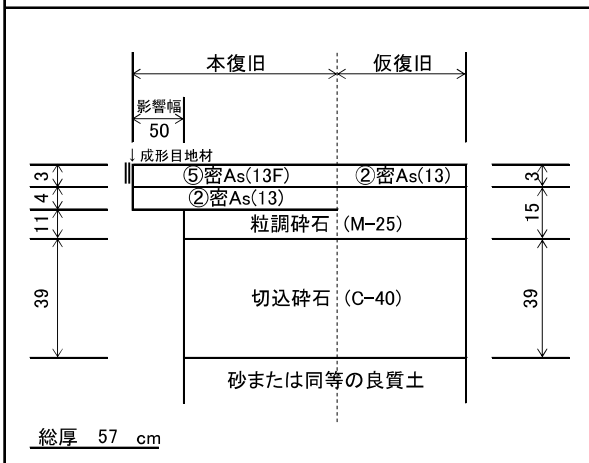 本復旧 仮復旧
影響幅
50
↓成形目地材
3 ⑤密As(13F) ②密As(13) 3
4 ②密As(13)
11 粒調砕石 (M-25) 15
39 切込砕石 (C-40) 39
砂または同等の良質土
総厚 57 cm